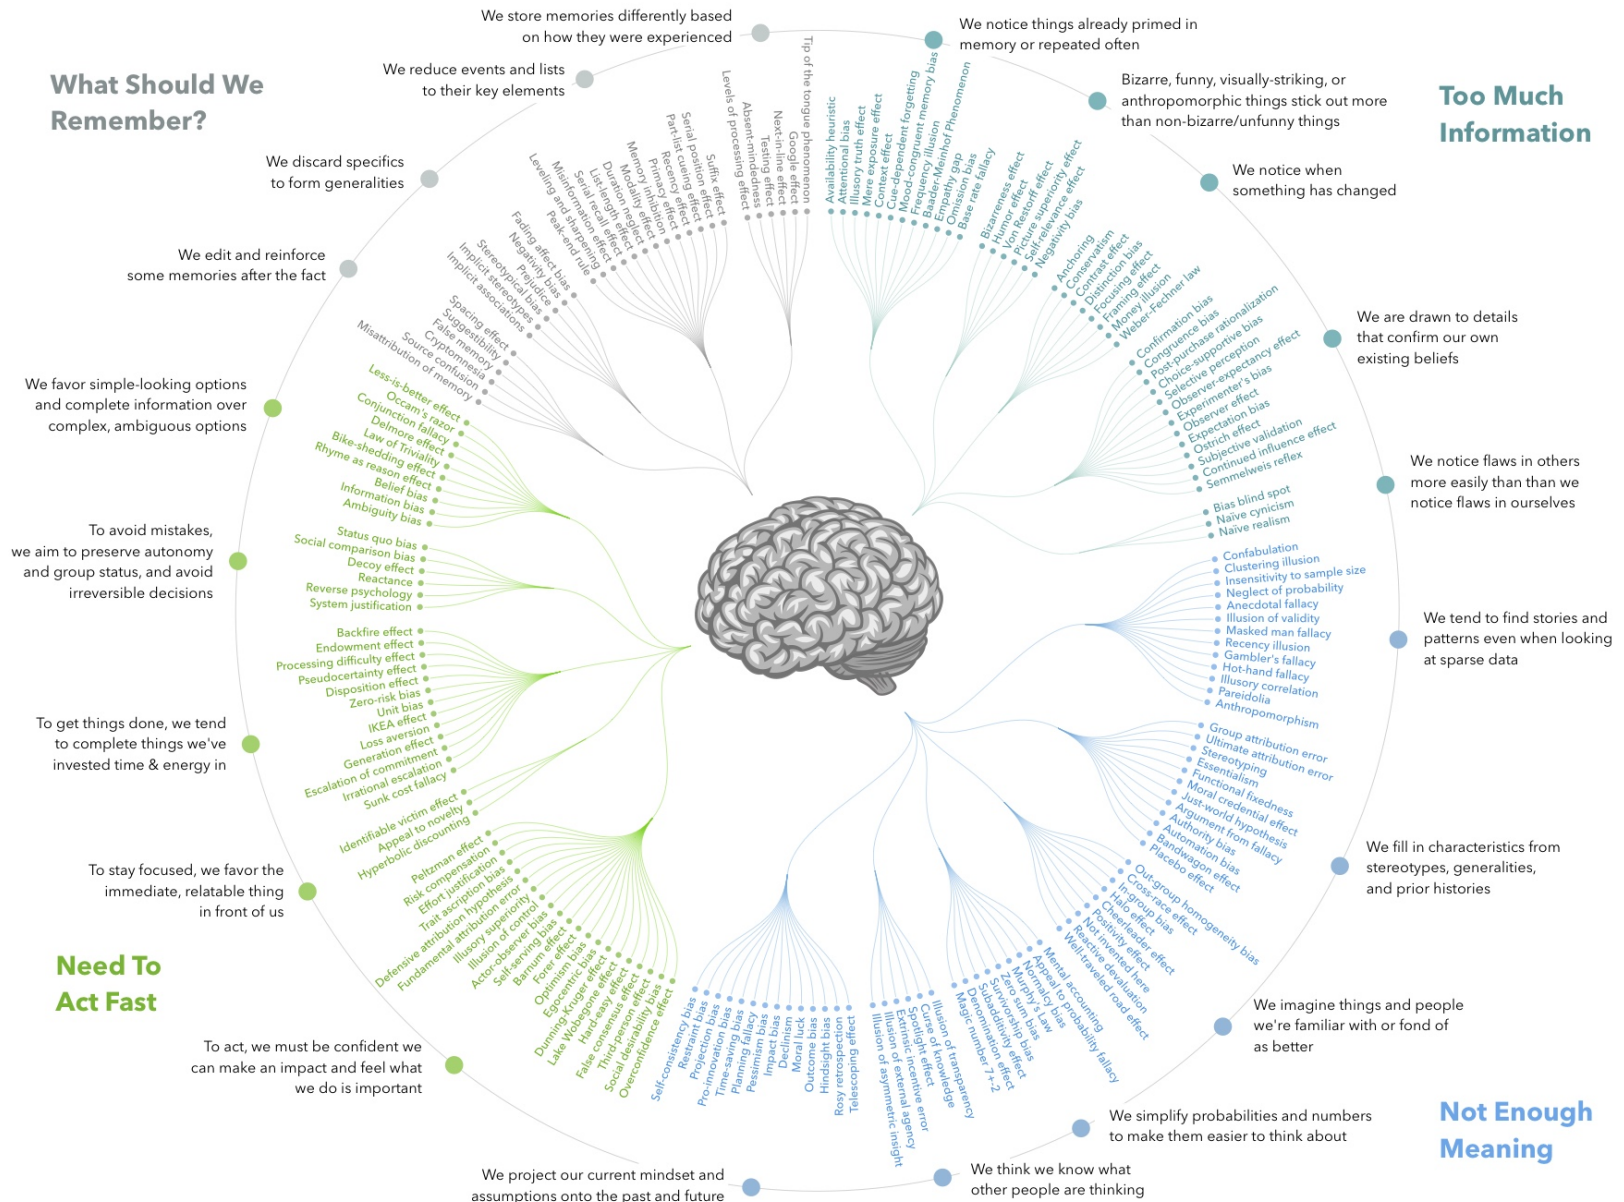 What Should We
Remember?
We store memories differently based
on how they were experienced
We reduce events and lists
to their key elements
We discard specifics
to form generalities
We edit and reinforce
some memories after the fact
Tip of the tongue phenomenon
Google effect
Next-in-line effect
Testing effect
Absent-mindedness
Levels of processing effect
Suffix effect
Serial position effect
Part-list cueing effect
Recency effect
Primacy effect
Memory inhibition
Modality effect
Duration neglect
List-length effect
Serial recall effect
Misinformation effect
Leveling and sharpening
Peak-end rule
Fading affect bias
Negativity bias
Prejudice
Stereotypical bias
Implicit stereotypes
Implicit associations
Spacing effect
Suggestibility
False memory
Cryptomnesia
Source confusion
Misattribution of memory
Too Much
Information
We notice things already primed in
memory or repeated often
Bizarre, funny, visually-striking, or
anthropomorphic things stick out more
than non-bizarre/unfunny things
We notice when
something has changed
We are drawn to details
that confirm our own
existing beliefs
We notice flaws in others
more easily than than we
notice flaws in ourselves
Availability heuristic
Attentional bias
Illusory truth effect
Mere exposure effect
Context effect
Cue-dependent forgetting
Mood-congruent memory bias
Frequency illusion
Baader-Meinhof Phenomenon
Empathy gap
Omission bias
Base rate fallacy
Bizarreness effect
Humor effect
Von Restorff effect
Picture superiority effect
Self-relevance effect
Negativity bias
Anchoring
Conservatism
Contrast effect
Distinction bias
Focusing effect
Framing effect
Money illusion
Weber-Fechner law
Confirmation bias
Congruence bias
Post-purchase rationalization
Choice-supportive bias
Selective perception
Observer-expectancy effect
Experimenter's bias
Observer effect
Expectation bias
Ostrich effect
Subjective validation
Continued influence effect
Semmelweis reflex
Bias blind spot
Naïve cynicism
Naïve realism
We tend to find stories and
patterns even when looking
at sparse data
We fill in characteristics from
stereotypes, generalities,
and prior histories
We imagine things and people
we're familiar with or fond of
as better
We simplify probabilities and numbers
to make them easier to think about
We think we know what
other people are thinking
We project our current mindset and
assumptions onto the past and future
Not Enough
Meaning
Confabulation
Clustering illusion
Insensitivity to sample size
Neglect of probability
Anecdotal fallacy
Illusion of validity
Masked man fallacy
Recency illusion
Gambler's fallacy
Hot-hand fallacy
Illusory correlation
Pareidolia
Anthropomorphism
Group attribution error
Ultimate attribution error
Stereotyping
Essentialism
Functional fixedness
Moral credential effect
Just-world hypothesis
Argument from fallacy
Authority bias
Automation bias
Bandwagon effect
Placebo effect
Out-group homogeneity bias
Cross-race effect
In-group bias
Halo effect
Cheerleader effect
Positivity effect
Not invented here
Reactive devaluation
Well-traveled road effect
Mental accounting
Appeal to probability fallacy
Normalcy bias
Murphy's Law
Zero sum bias
Survivorship bias
Subadditivity effect
Denomination effect
Magic number 7+-2
Illusion of transparency
Curse of knowledge
Spotlight effect
Extrinsic incentive error
Illusion of external agency
Illusion of asymmetric insight
Telescoping effect
Rosy retrospection
Hindsight bias
Outcome bias
Moral luck
Declinism
Impact bias
Pessimism bias
Planning fallacy
Time-saving bias
Pro-innovation bias
Projection bias
Restraint bias
Self-consistency bias
We favor simple-looking options
and complete information over
complex, ambiguous options
To avoid mistakes,
we aim to preserve autonomy
and group status, and avoid
irreversible decisions
To get things done, we tend
to complete things we've
invested time & energy in
To stay focused, we favor the
immediate, relatable thing
in front of us
To act, we must be confident we
can make an impact and feel what
we do is important
Need To
Act Fast
Less-is-better effect
Occam's razor
Conjunction fallacy
Delmore effect
Law of Triviality
Bike-shedding effect
Rhyme as reason effect
Belief bias
Information bias
Ambiguity bias
Status quo bias
Social comparison bias
Decoy effect
Reactance
Reverse psychology
System justification
Backfire effect
Endowment effect
Processing difficulty effect
Pseudocertainty effect
Disposition effect
Zero-risk bias
Unit bias
IKEA effect
Loss aversion
Generation effect
Escalation of commitment
Irrational escalation
Sunk cost fallacy
Identifiable victim effect
Appeal to novelty
Hyperbolic discounting
Peltzman effect
Risk compensation
Effort justification
Trait ascription bias
Defensive attribution hypothesis
Fundamental attribution error
Illusory superiority
Illusion of control
Actor-observer bias
Self-serving bias
Barnum effect
Forer effect
Optimism bias
Egocentric bias
Dunning-Kruger effect
Lake Wobegone effect
Hard-easy effect
False consensus effect
Third-person effect
Social desirability bias
Overconfidence effect